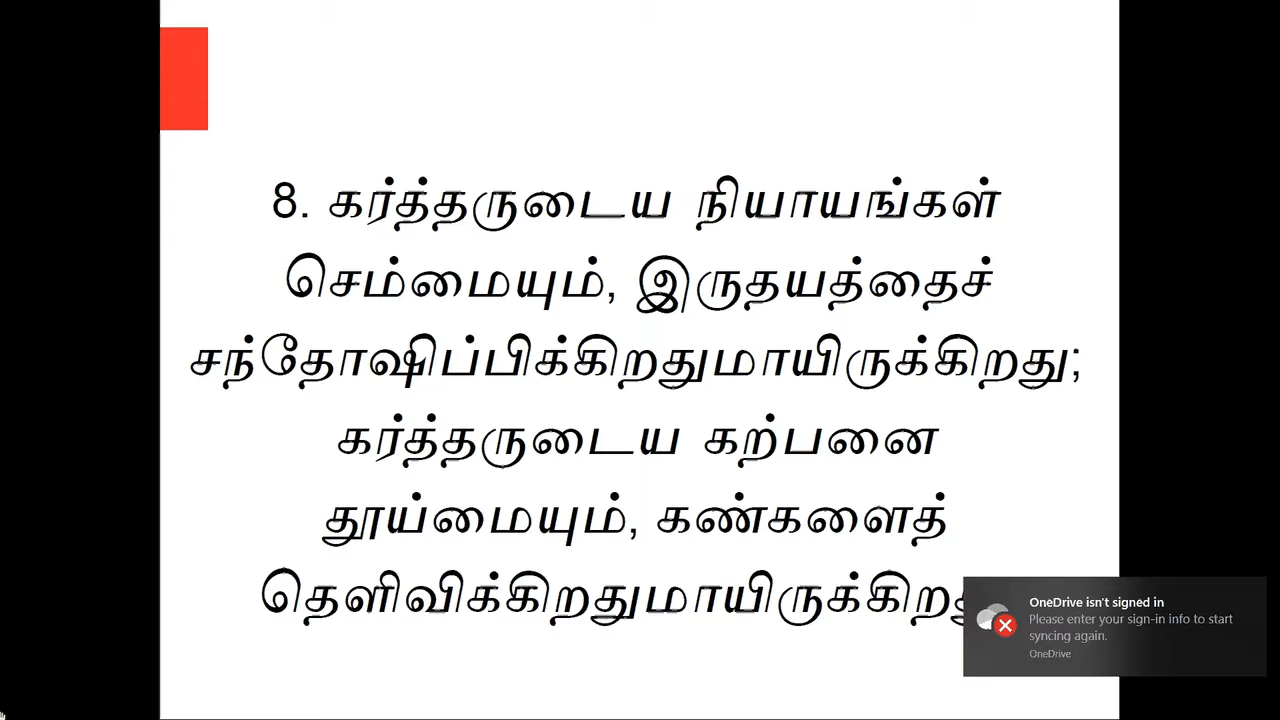 8. கர்த்தருடைய நியாயங்கள்
செம்மையும், இருதயத்தைச்
சந்தோஷிப்பிக்கிறதுமாயிருக்கிறது;
கர்த்தருடைய கற்பனை
தூய்மையும், கண்களைத்
OneDrive isn't signed in
Please enter your sign-in info to start
syncing again.
OneDrive